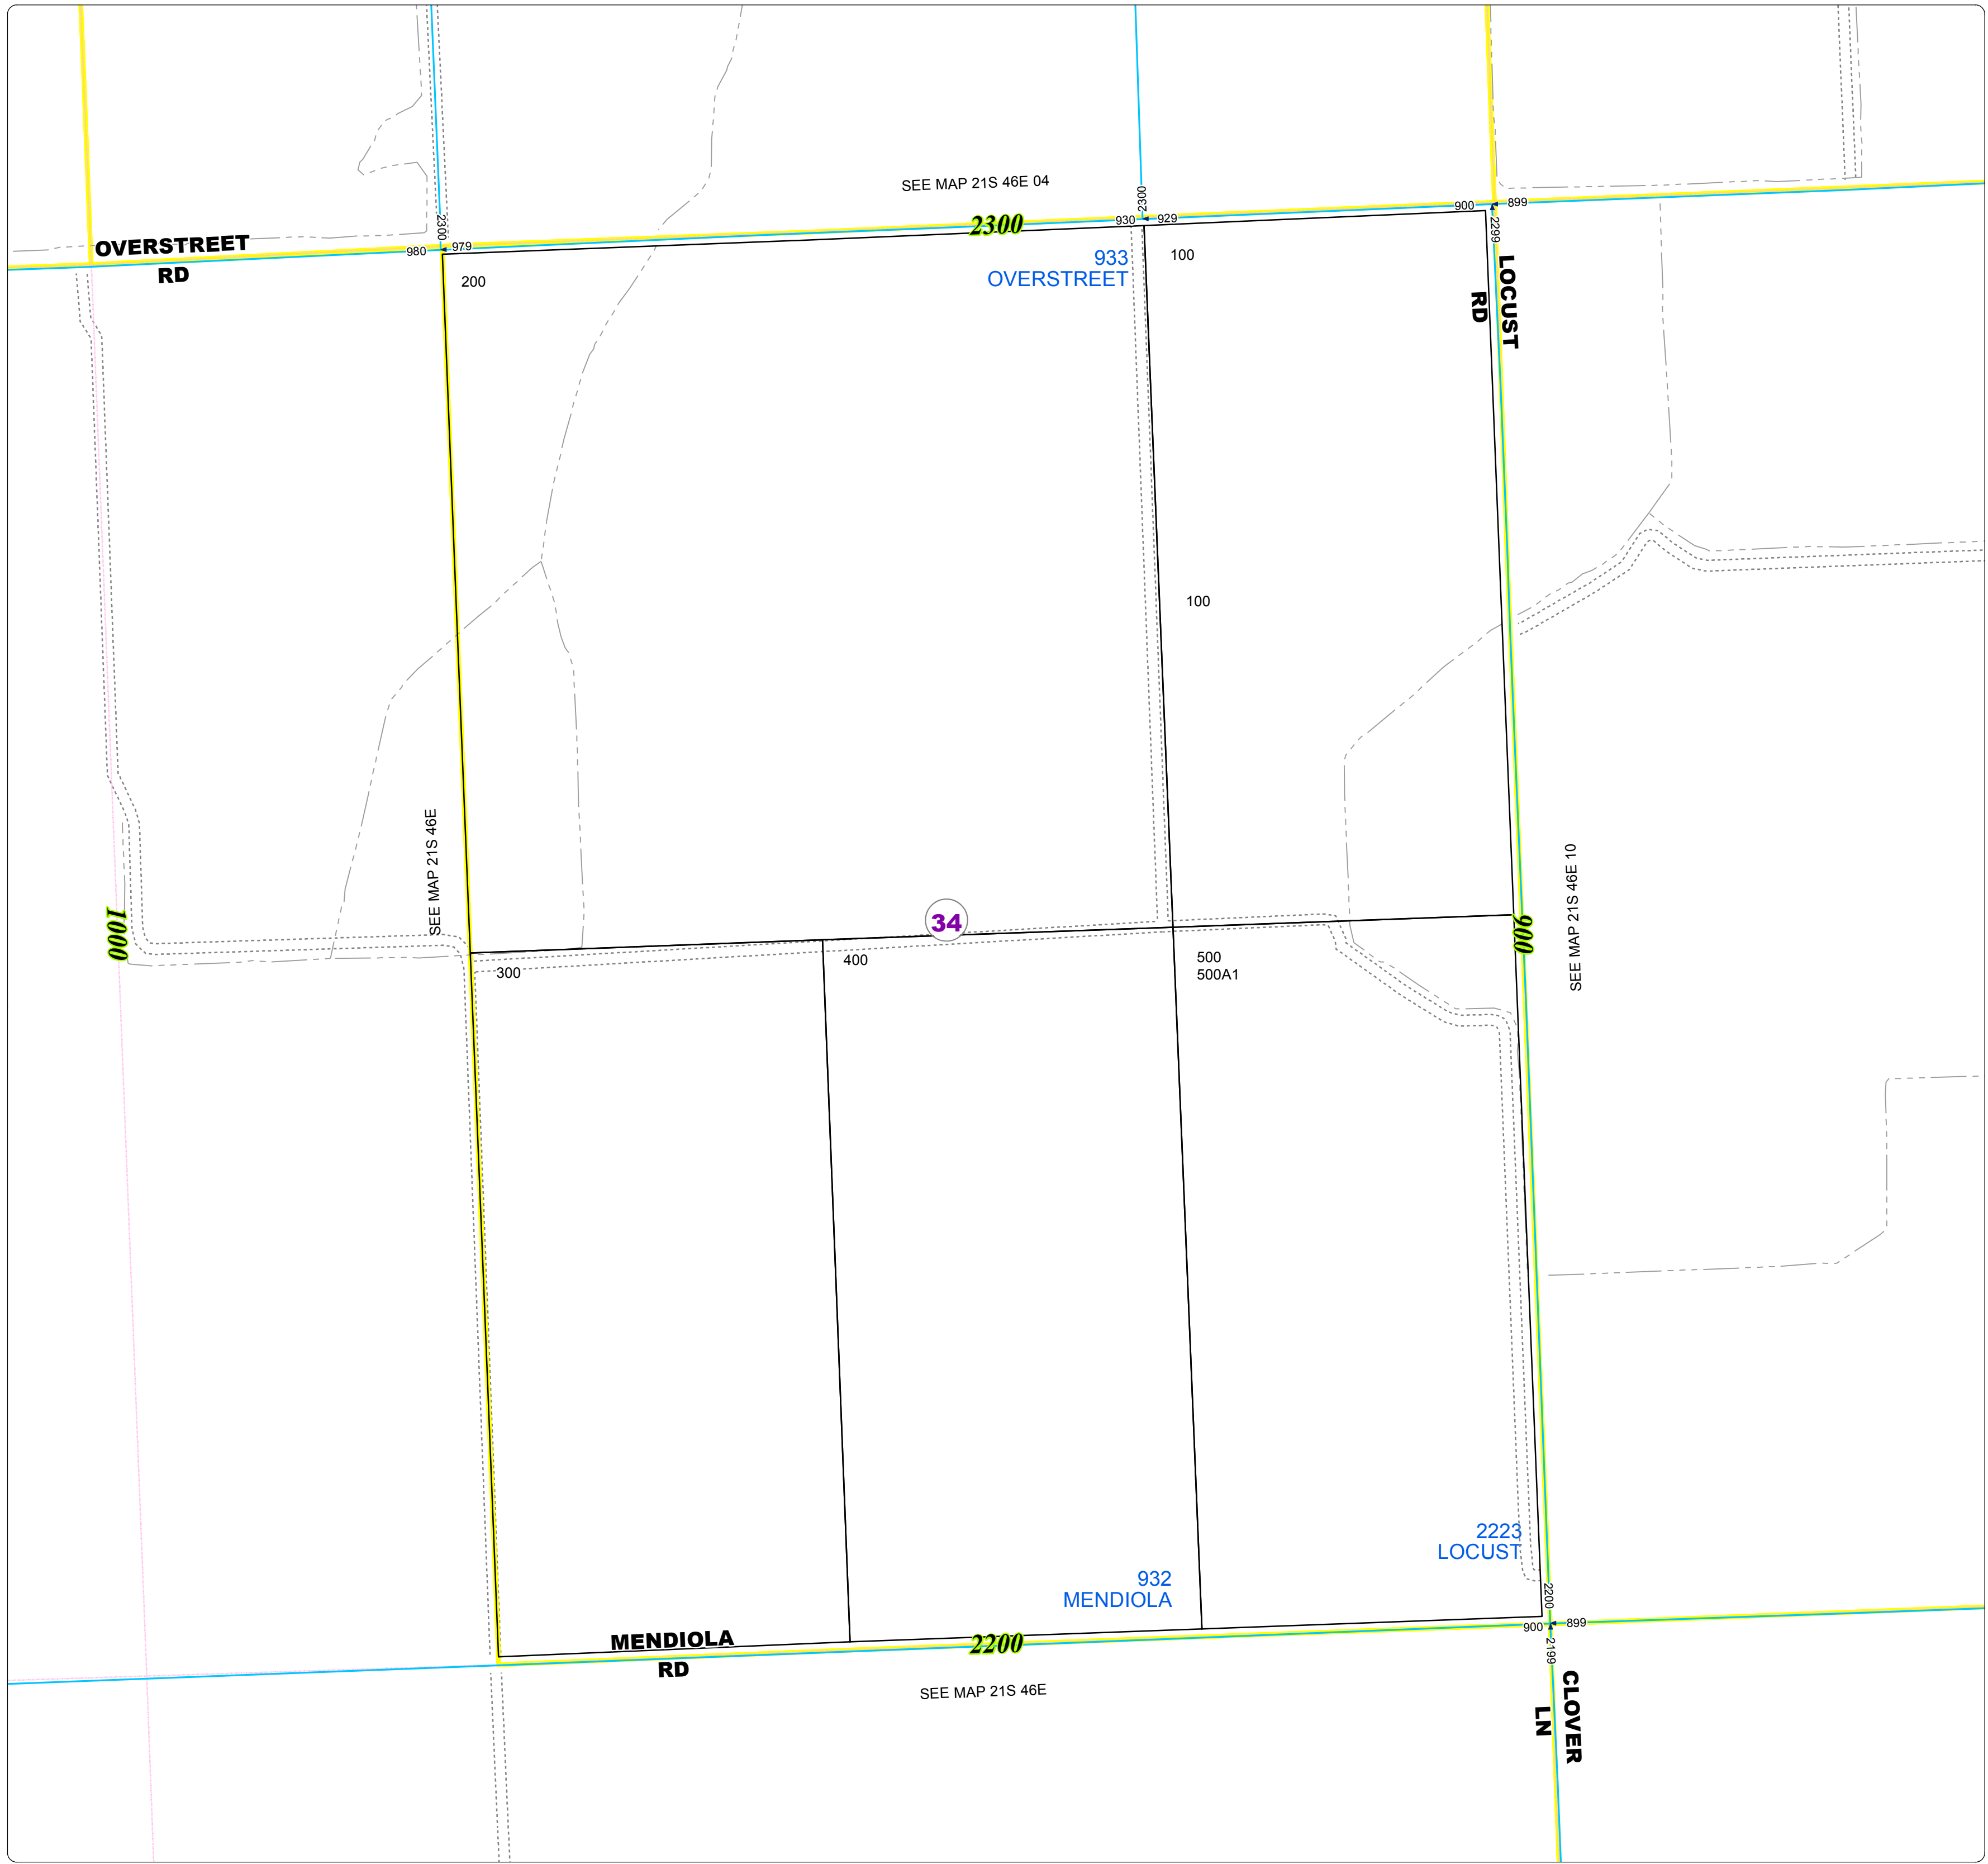 SEE MAP 21S 46E 04
2300
2300
2300
930
929
900
899
2299
OVERSTREET
RD
980
979
200
933
OVERSTREET
100
LOCUST
RD
100
SEE MAP 21S 46E
SEE MAP 21S 46E 10
1000
34
900
300
400
500
500A1
2223
LOCUST
932
MENDIOLA
2200
900
899
2199
MENDIOLA
RD
2200
SEE MAP 21S 46E
CLOVER
LN